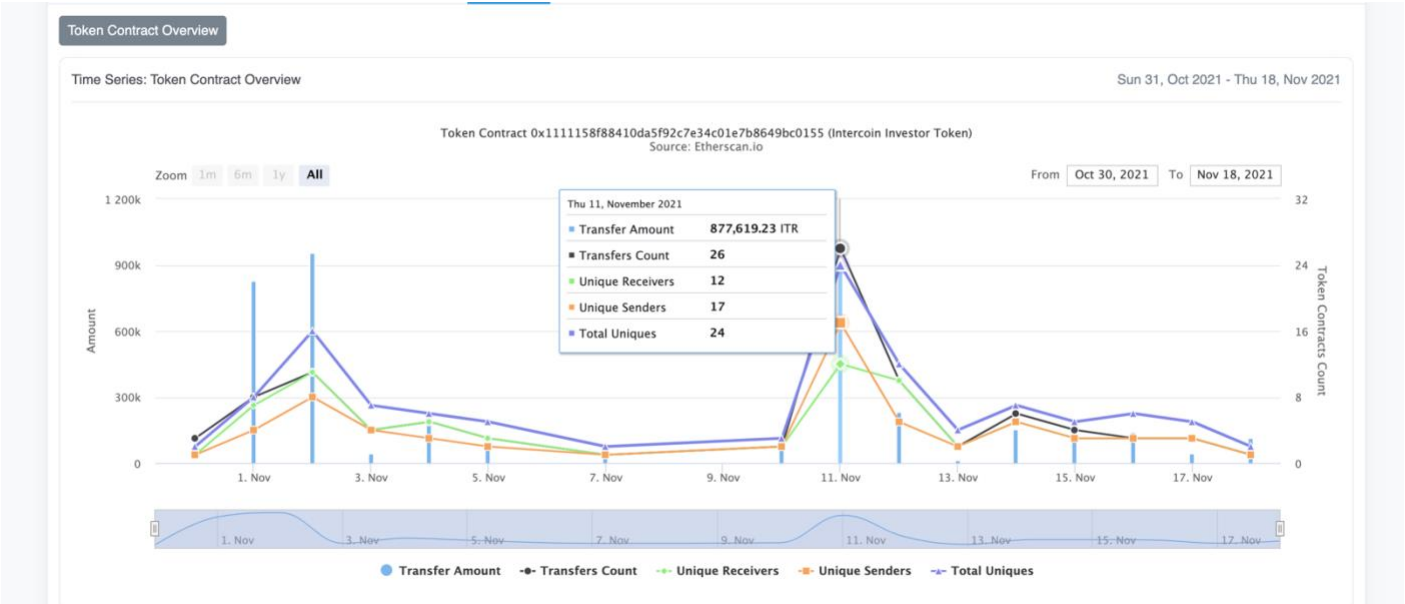 Token Contract Overview
Time Series: Token Contract Overview
Sun 31, Oct 2021 - Thu 18, Nov 2021
Token Contract 0x1111158f88410da5f92c7e34c01e7b8649bc0155 (Intercoin Investor Token)
Source: Etherscan.io
Zoom 1m 6m 1y All
From Oct 30, 2021 To Nov 18, 2021
1 200k
900k
600k
300k
0
Amount
32
24
16
8
0
Token Contracts Count
Thu 11, November 2021
Transfer Amount 877,619.23 ITR
Transfers Count 26
Unique Receivers 12
Unique Senders 17
Total Uniques 24
1. Nov 3. Nov 5. Nov 7. Nov 9. Nov 11. Nov 13. Nov 15. Nov 17. Nov
1. Nov 3. Nov 5. Nov 7. Nov 9. Nov 11. Nov 13. Nov 15. Nov 17. Nov
Transfer Amount Transfers Count Unique Receivers Unique Senders Total Uniques